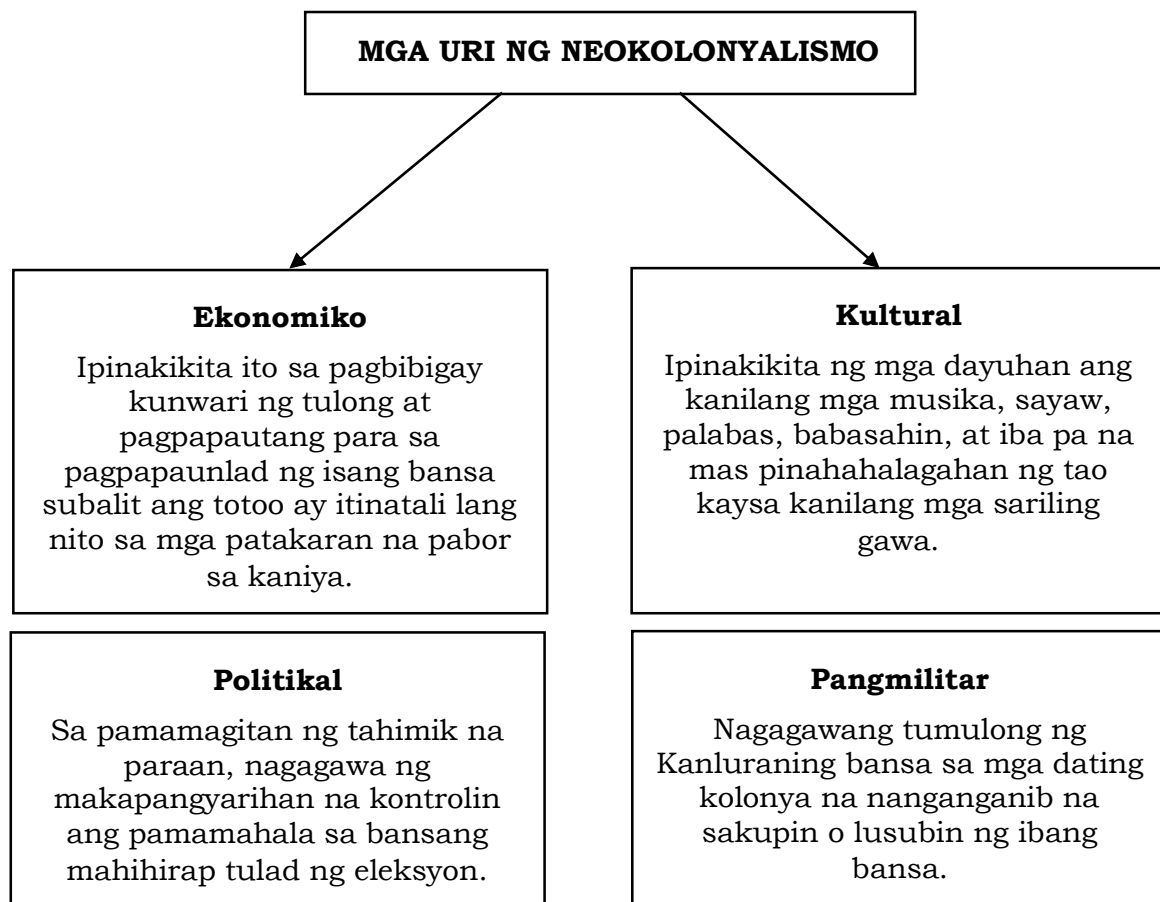 MGA URI NG NEOKOLONYALISMO
Ekonomiko
Ipinakikita ito sa pagbibigay
kunwari ng tulong at
pagpapautang para sa
pagpapaunlad ng isang bansa
subalit ang totoo ay itinatali lang
nito sa mga patakaran na pabor
sa kaniya.
Kultural
Ipinakikita ng mga dayuhan ang
kanilang mga musika, sayaw,
palabas, babasahin, at iba pa na
mas pinahahalagahan ng tao
kaysa kanilang mga sariling
gawa.
Politikal
Sa pamamagitan ng tahimik na
paraan, nagagawa ng
makapangyarihan na kontrolin
ang pamamahala sa bansang
mahihirap tulad ng eleksyon.
Pangmilitar
Nagagawang tumulong ng
Kanluraning bansa sa mga dating
kolonya na nanganganib na
sakupin o lusubin ng ibang
bansa.